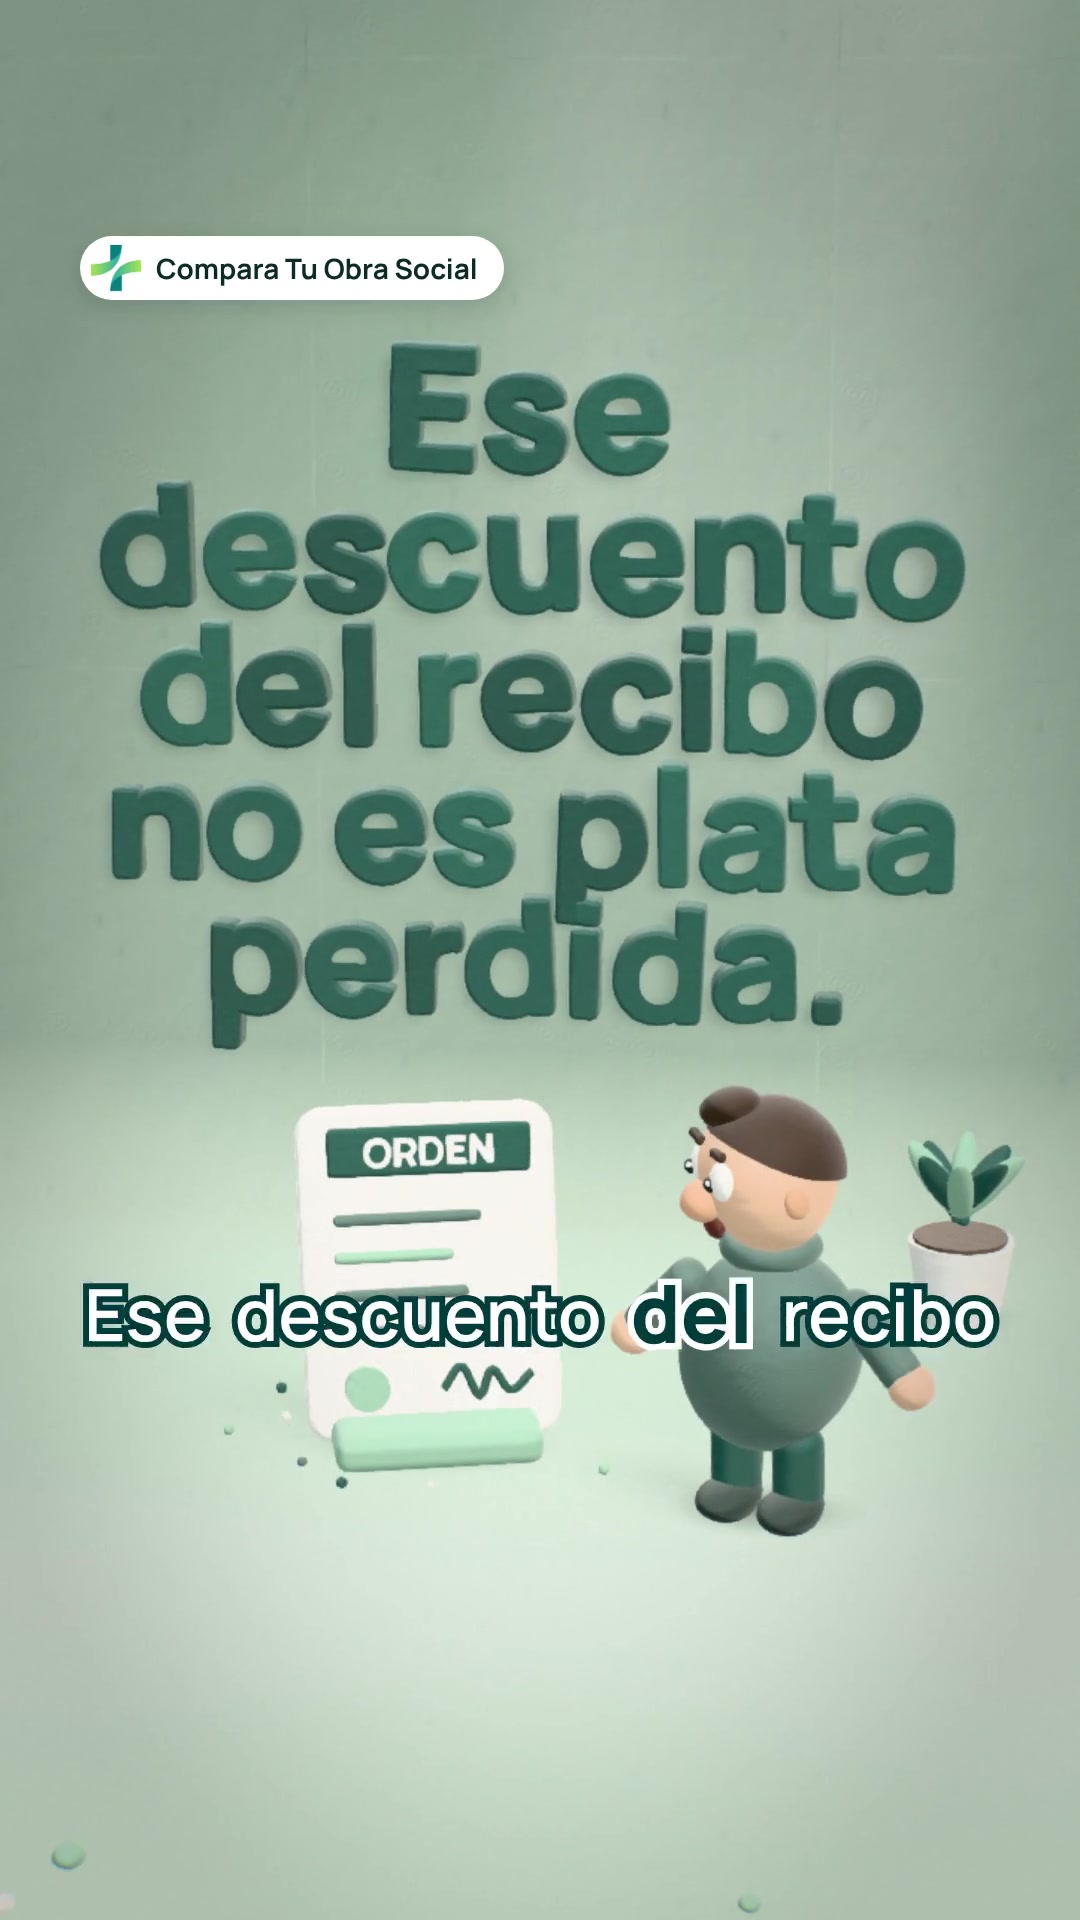 Compara Tu Obra Social
Ese
descuento
del recibo
no es plata
perdida.
ORDEN
Ese descuento del recibo